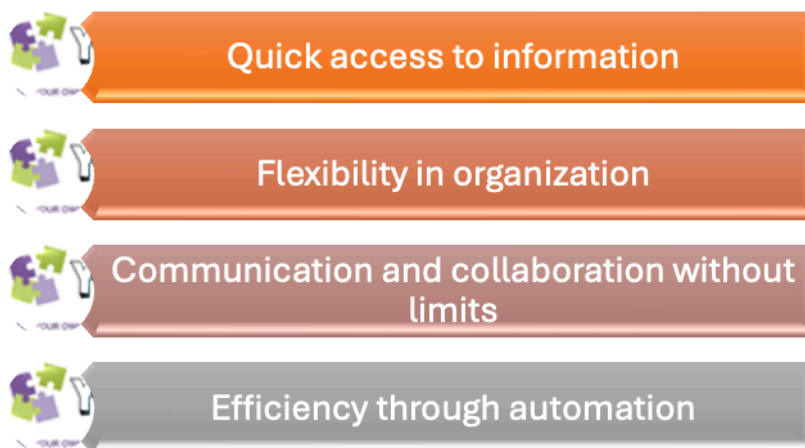 Quick access to information
Flexibility in organization
Communication and collaboration without
limits
Efficiency through automation